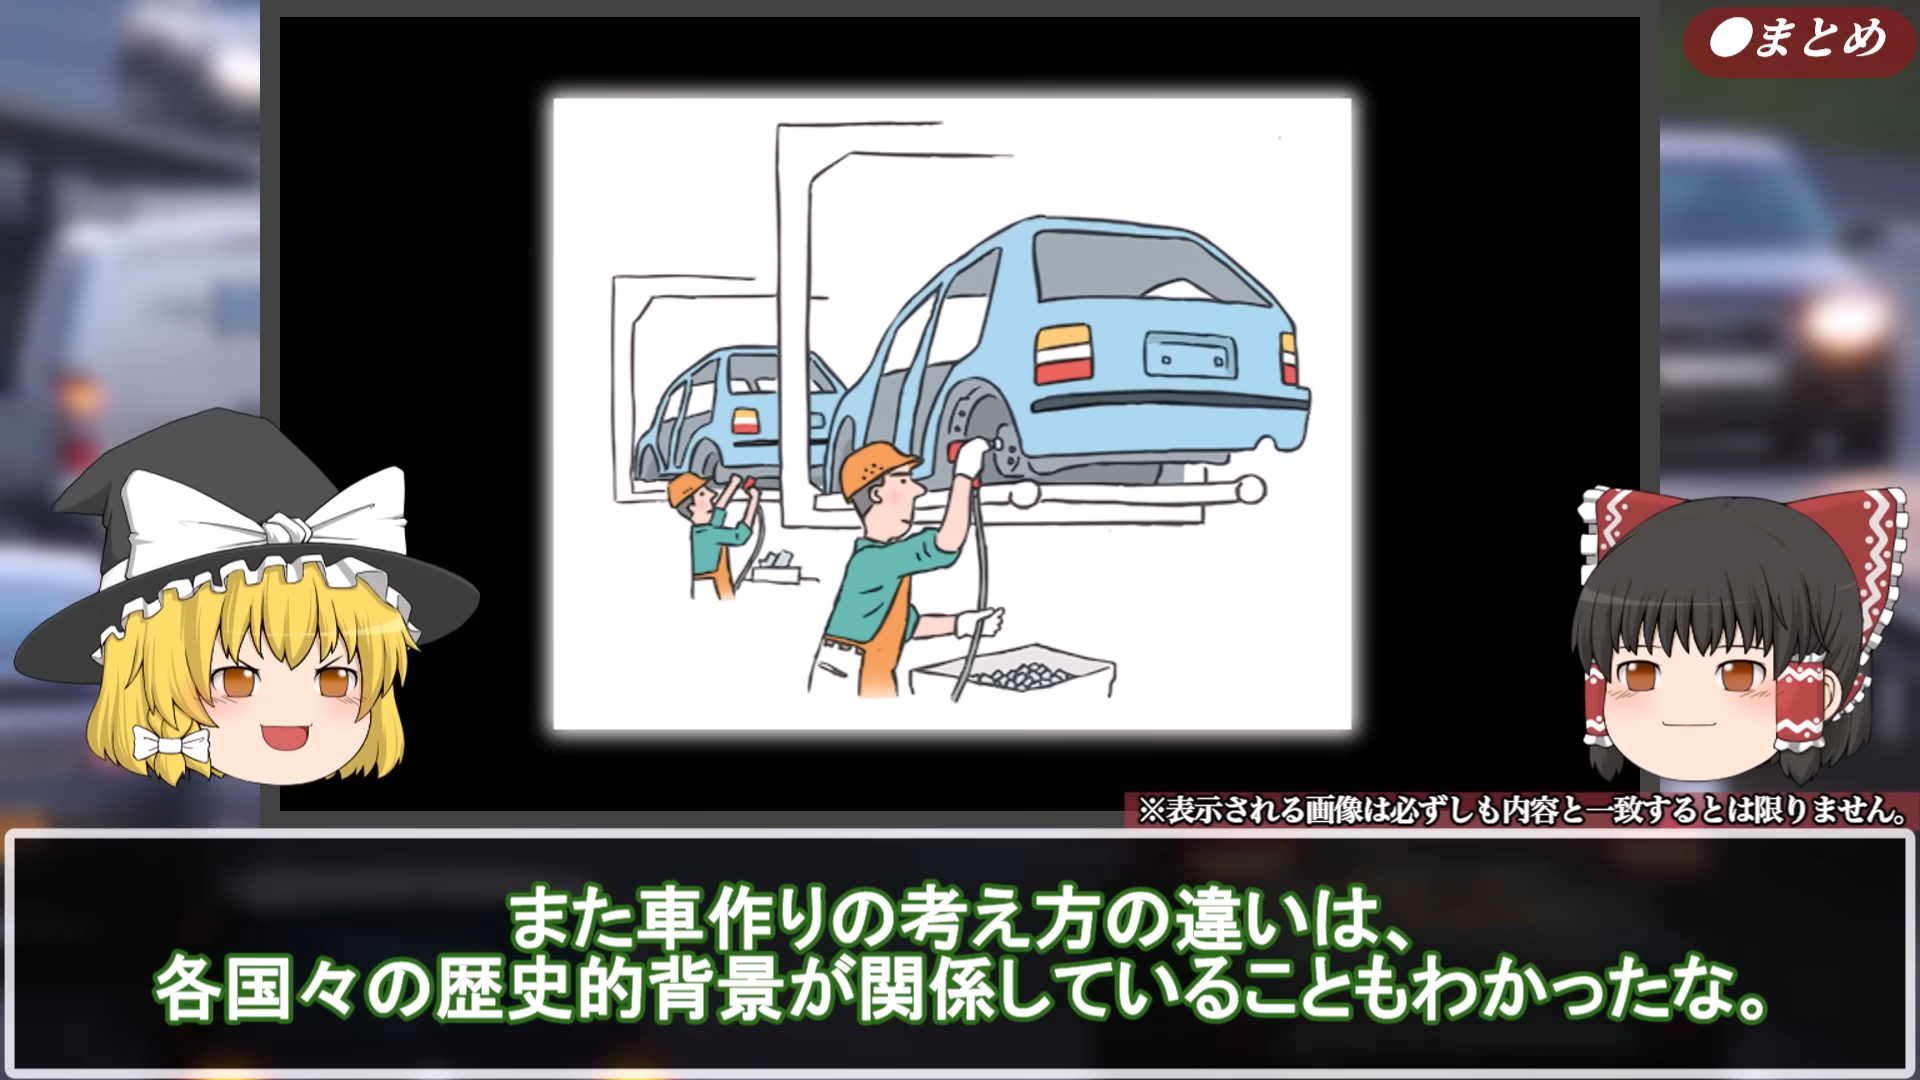 ●まとめ
※表示される画像は必ずしも内容と一致するとは限りません。
また車作りの考え方の違いは、
各国々の歴史的背景が関係していることもわかったな。